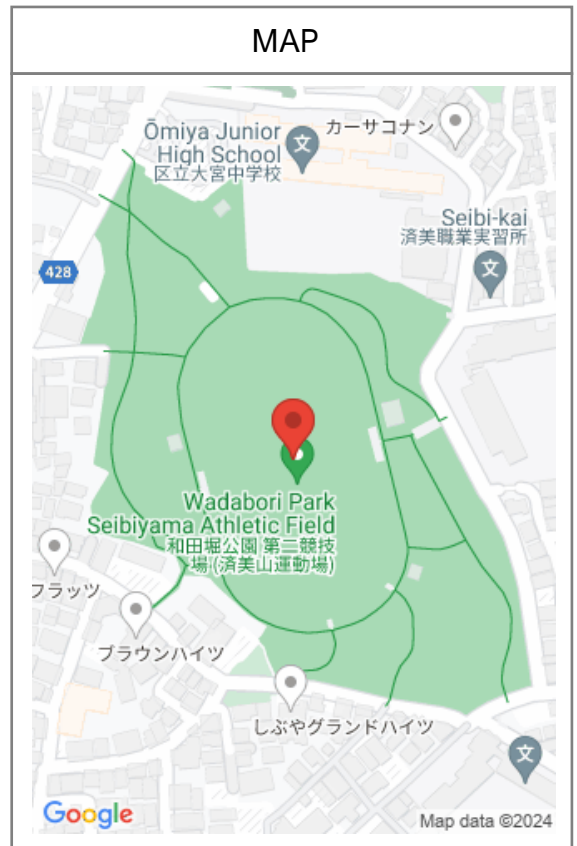 MAP
Ōmiya Junior
High School
区立大宮中学校
カーサコナン
文
Seibi-kai
済美職業実習所
文
428
Wadabori Park
Seibiyama Athletic Field
和田堀公園 第二競技
場 (済美山運動場)
フラッツ
ブラウンハイツ
しぶやグランドハイツ
文
Google
Map data ©2024